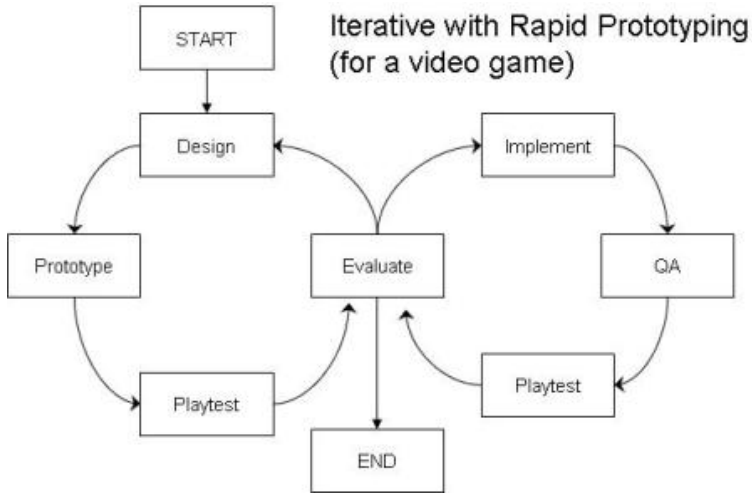 START
Iterative with Rapid Prototyping
(for a video game)
Design
Implement
Prototype
Evaluate
QA
Playtest
Playtest
END